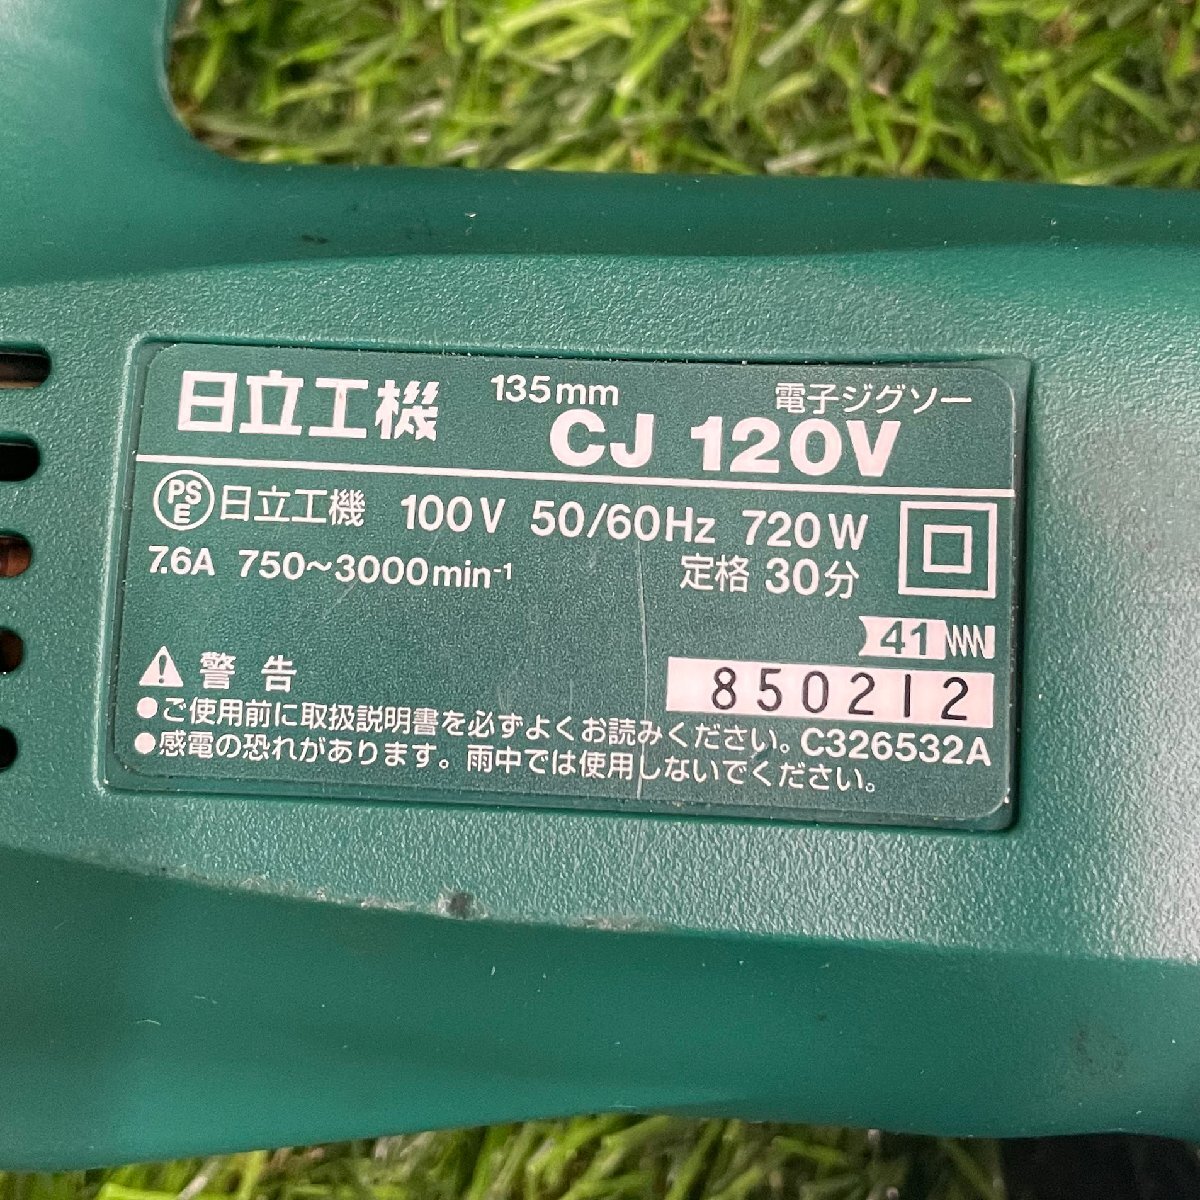 日立工機 135mm 電子ジグソー
CJ 120V
PSE 日立工機 100V 50/60Hz 720W
7.6A 750~3000min-1 定格 30分
41
⚠警告 850212
●ご使用前に取扱説明書を必ずよくお読みください。C326532A
●感電の恐れがあります。雨中では使用しないでください。